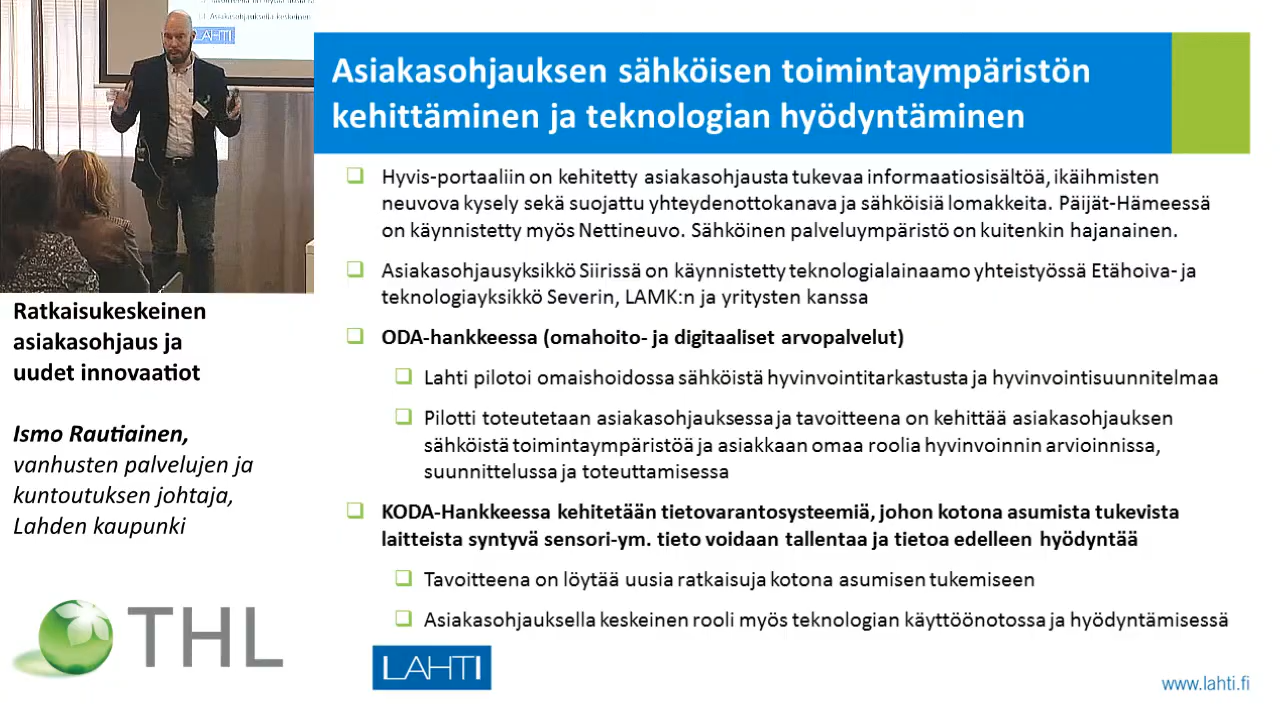 Asiakasohjauksella keskeinen
LAHTI
Asiakasohjauksen sähköisen toimintaympäristön
kehittäminen ja teknologian hyödyntäminen
Hyvis-portaaliin on kehitetty asiakasohjausta tukevaa informaatiosisältöä, ikäihmisten
neuvova kysely sekä suojattu yhteydenottokanava ja sähköisiä lomakkeita. Päijät-Hämeessä
on käynnistetty myös Nettineuvo. Sähköinen palveluympäristö on kuitenkin hajanainen.
Asiakasohjausyksikkö Siirissä on käynnistetty teknologialainaamo yhteistyössä Etähoiva- ja
teknologiayksikkö Severin, LAMK:n ja yritysten kanssa
ODA-hankkeessa (omahoito- ja digitaaliset arvopalvelut)
Lahti pilotoi omaishoidossa sähköistä hyvinvointitarkastusta ja hyvinvointisuunnitelmaa
Pilotti toteutetaan asiakasohjauksessa ja tavoitteena on kehittää asiakasohjauksen
sähköistä toimintaympäristöä ja asiakkaan omaa roolia hyvinvoinnin arvioinnissa,
suunnittelussa ja toteuttamisessa
KODA-Hankkeessa kehitetään tietovarantosysteemiä, johon kotona asumista tukevista
laitteista syntyvä sensori-ym. tieto voidaan tallentaa ja tietoa edelleen hyödyntää
Tavoitteena on löytää uusia ratkaisuja kotona asumisen tukemiseen
Asiakasohjauksella keskeinen rooli myös teknologian käyttöönotossa ja hyödyntämisessä
LAHTI
www.lahti.fi
Ratkaisukeskeinen
asiakasohjaus ja
uudet innovaatiot
Ismo Rautiainen,
vanhusten palvelujen ja
kuntoutuksen johtaja,
Lahden kaupunki
THL